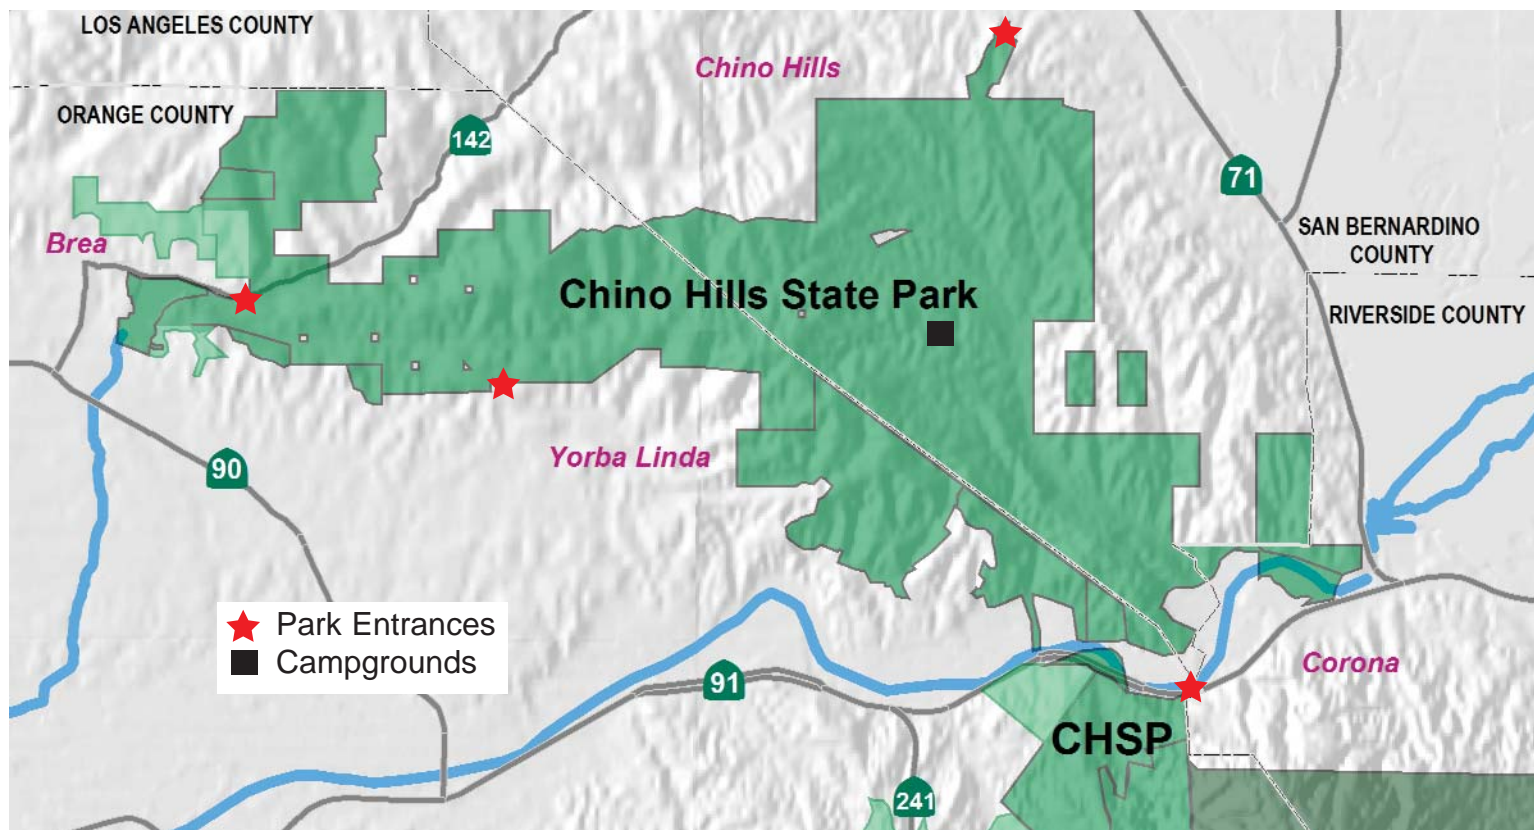 LOS ANGELES COUNTY
Chino Hills
ORANGE COUNTY
142
71
SAN BERNARDINO
COUNTY
Brea
Chino Hills State Park
RIVERSIDE COUNTY
Yorba Linda
90
Park Entrances
Campgrounds
Corona
91
CHSP
241